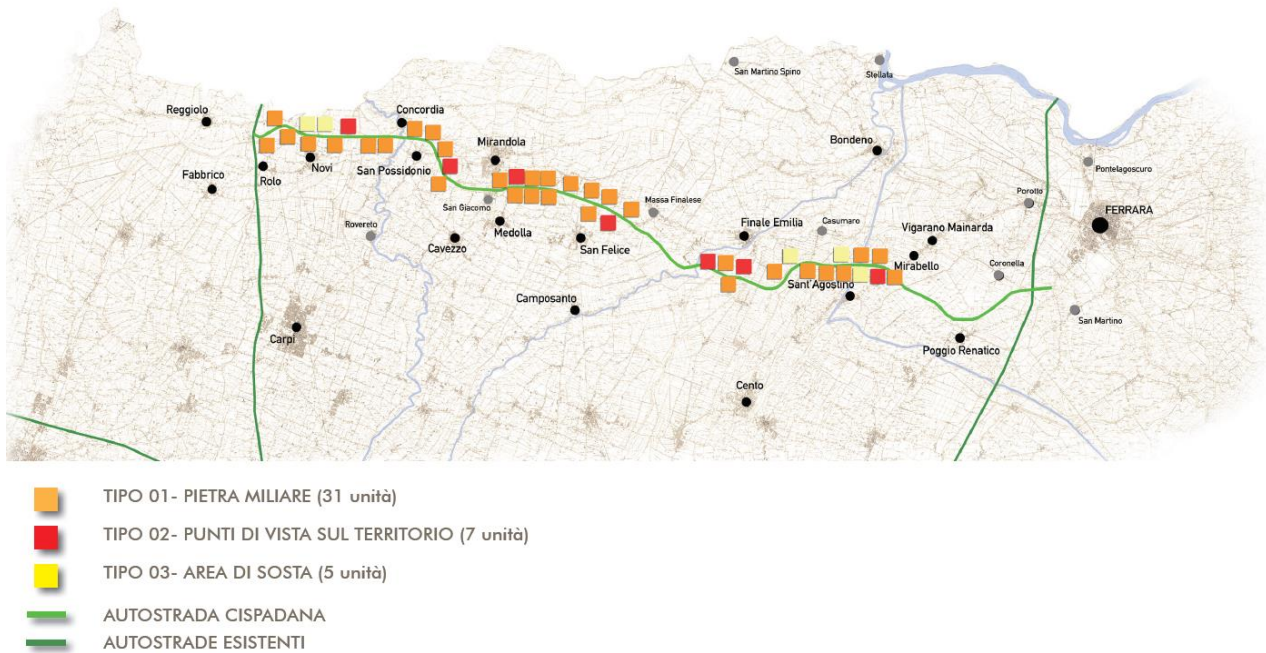 San Martino Spino
Stellata
Reggiolo
Concordia
Mirandola
Bondeno
Novi
San Possidonio
Rolo
Fabbrico
Pontelagoscuro
Porotto
San Giacomo
Massa Finalese
FERRARA
Rovereto
Medolla
Finale Emilia
Casumaro
Vigarano Mainarda
Cavezzo
San Felice
Mirabello
Coronella
Sant'Agostino
Camposanto
San Martino
Carpi
Poggio Renatico
Cento
TIPO 01- PIETRA MILIARE (31 unità)
TIPO 02- PUNTI DI VISTA SUL TERRITORIO (7 unità)
TIPO 03- AREA DI SOSTA (5 unità)
AUTOSTRADA CISPADANA
AUTOSTRADE ESISTENTI